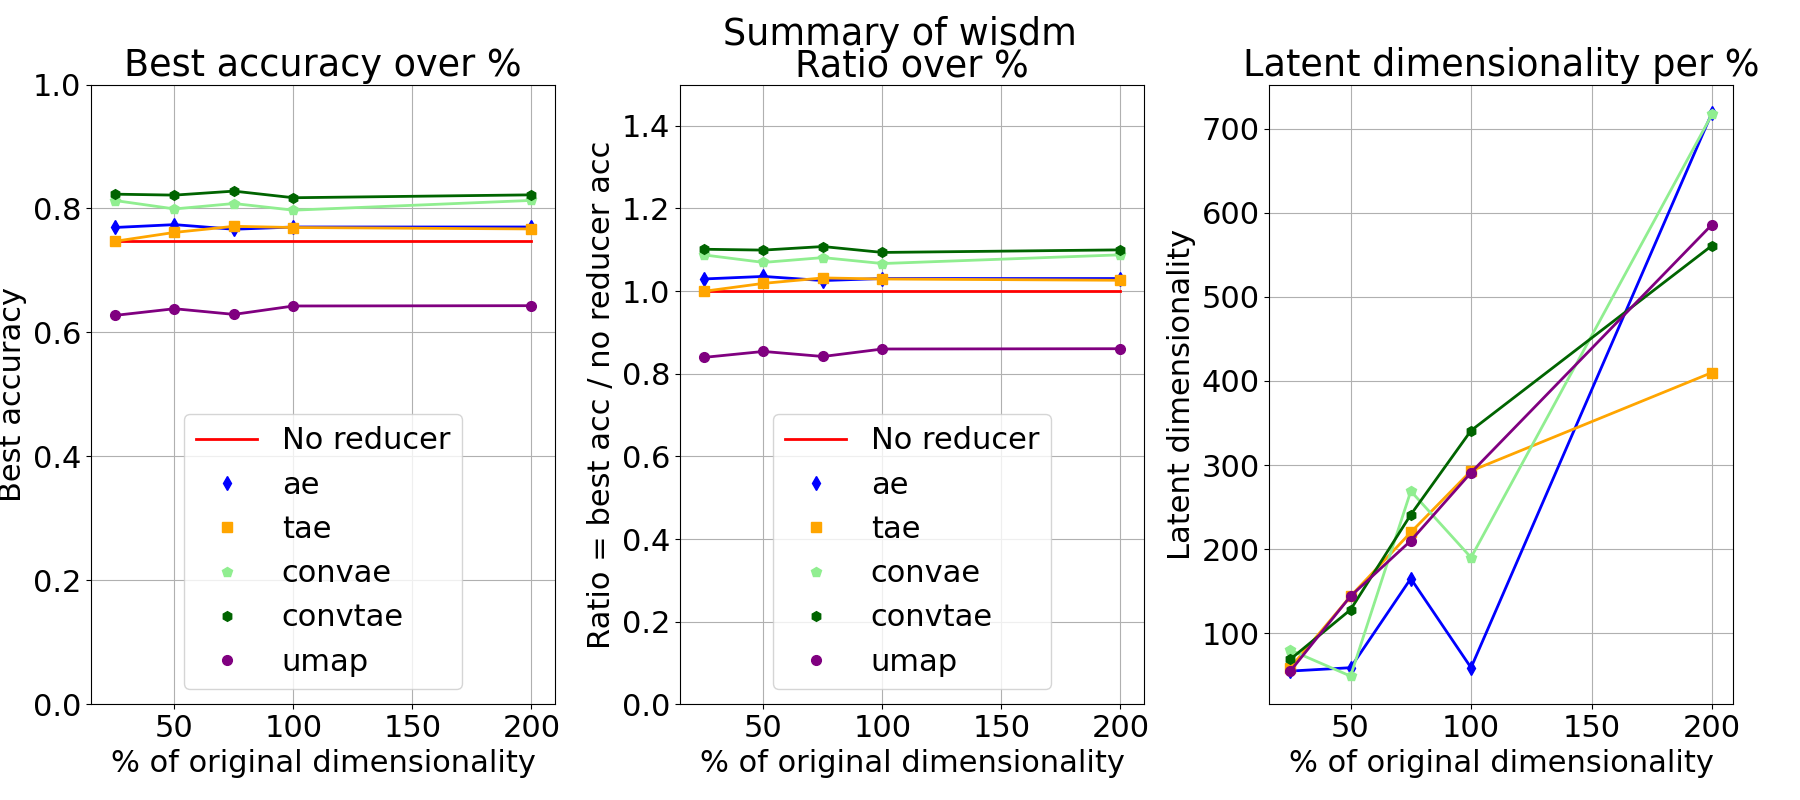 Summary of wisdm
Best accuracy over %
Best accuracy
1.0
0.8
0.6
0.4
0.2
0.0
50 100 150 200
% of original dimensionality
No reducer
ae
tae
convae
convtae
umap
Ratio over %
Ratio = best acc / no reducer acc
1.4
1.2
1.0
0.8
0.6
0.4
0.2
0.0
50 100 150 200
% of original dimensionality
No reducer
ae
tae
convae
convtae
umap
Latent dimensionality per %
Latent dimensionality
700
600
500
400
300
200
100
50 100 150 200
% of original dimensionality